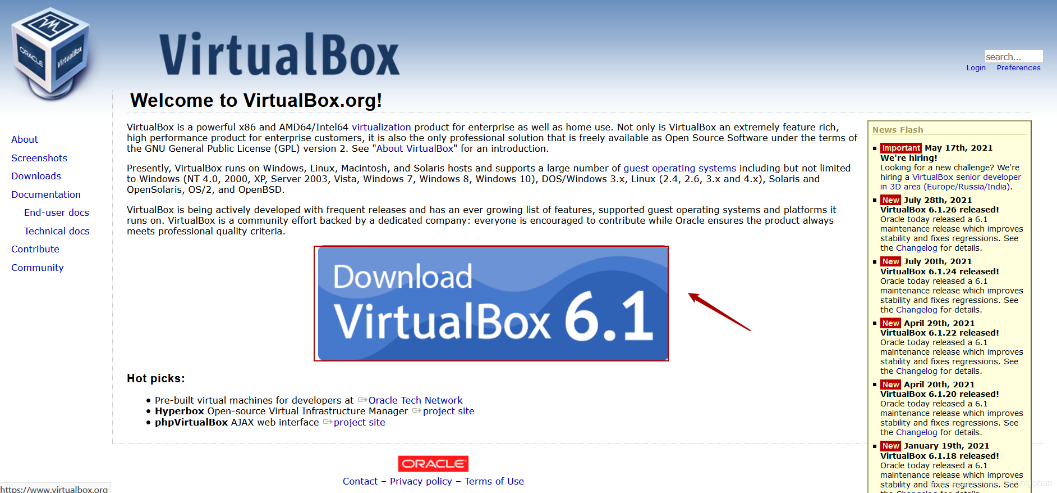 ORACLE
VirtualBox
VirtualBox
search...
Login Preferences
Welcome to VirtualBox.org!
About
Screenshots
Downloads
Documentation
End-user docs
Technical docs
Contribute
Community
VirtualBox is a powerful x86 and AMD64/Intel64 virtualization product for enterprise as well as home use. Not only is VirtualBox an extremely feature rich,
high performance product for enterprise customers, it is also the only professional solution that is freely available as Open Source Software under the terms of
the GNU General Public License (GPL) version 2. See "About VirtualBox" for an introduction.
Presently, VirtualBox runs on Windows, Linux, Macintosh, and Solaris hosts and supports a large number of guest operating systems including but not limited
to Windows (NT 4.0, 2000, XP, Server 2003, Vista, Windows 7, Windows 8, Windows 10), DOS/Windows 3.x, Linux (2.4, 2.6, 3.x and 4.x), Solaris and
OpenSolaris, OS/2, and OpenBSD.
VirtualBox is being actively developed with frequent releases and has an ever growing list of features, supported guest operating systems and platforms it
runs on. VirtualBox is a community effort backed by a dedicated company: everyone is encouraged to contribute while Oracle ensures the product always
meets professional quality criteria.
Download
VirtualBox 6.1
Hot picks:
Pre-built virtual machines for developers at Oracle Tech Network
Hyperbox Open-source Virtual Infrastructure Manager project site
phpVirtualBox AJAX web interface project site
News Flash
Important May 17th, 2021
We're hiring!
Looking for a new challenge? We're
hiring a VirtualBox senior developer
in 3D area (Europe/Russia/India).
New July 28th, 2021
VirtualBox 6.1.26 released!
Oracle today released a 6.1
maintenance release which improves
stability and fixes regressions. See
the Changelog for details.
New July 20th, 2021
VirtualBox 6.1.24 released!
Oracle today released a 6.1
maintenance release which improves
stability and fixes regressions. See
the Changelog for details.
New April 29th, 2021
VirtualBox 6.1.22 released!
Oracle today released a 6.1
maintenance release which improves
stability and fixes regressions. See
the Changelog for details.
New April 20th, 2021
VirtualBox 6.1.20 released!
Oracle today released a 6.1
maintenance release which improves
stability and fixes regressions. See
the Changelog for details.
New January 19th, 2021
VirtualBox 6.1.18 released!
Oracle today released a 6.1
maintenance release which improves
stability and fixes regressions. See
ORACLE
Contact – Privacy policy – Terms of Use
https://www.virtualbox.org